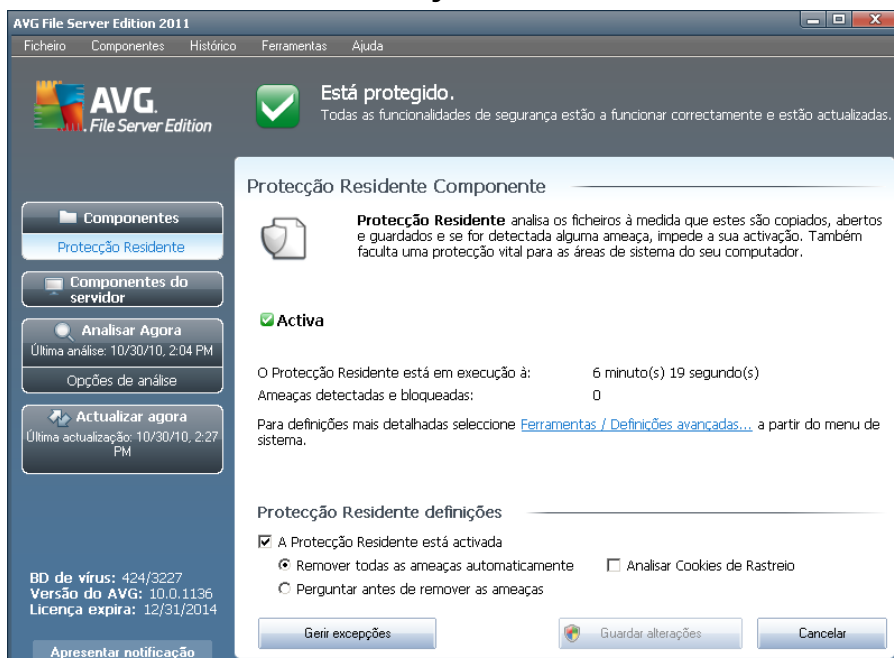 AVG File Server Edition 2011
Ficheiro Componentes Histórico Ferramentas Ajuda
AVG.
File Server Edition
Está protegido.
Todas as funcionalidades de segurança estão a funcionar correctamente e estão actualizadas.
Componentes
Protecção Residente
Componentes do
servidor
Analisar Agora
Última análise: 10/30/10, 2:04 PM
Opções de análise
Actualizar agora
Última actualização: 10/30/10, 2:27
PM
BD de vírus: 424/3227
Versão do AVG: 10.0.1136
Licença expira: 12/31/2014
Apresentar notificação
Protecção Residente Componente
Protecção Residente analisa os ficheiros à medida que estes são copiados, abertos
e guardados e se for detectada alguma ameaça, impede a sua activação. Também
faculta uma protecção vital para as áreas de sistema do seu computador.
Activa
O Protecção Residente está em execução à: 6 minuto(s) 19 segundo(s)
Ameaças detectadas e bloqueadas: 0
Para definições mais detalhadas seleccione Ferramentas / Definições avançadas... a partir do menu de
sistema.
Protecção Residente definições
A Protecção Residente está activada
Remover todas as ameaças automaticamente Analisar Cookies de Rastreio
Perguntar antes de remover as ameaças
Gerir excepções Guardar alterações Cancelar